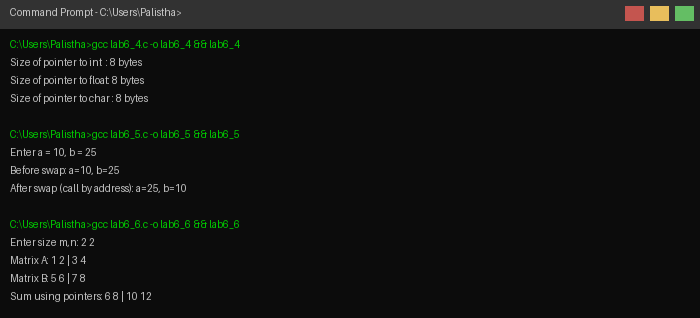 Command Prompt - C:\Users\Palistha>
C:\Users\Palistha>gcc lab6_4.c -o lab6_4 && lab6_4
Size of pointer to int : 8 bytes
Size of pointer to float: 8 bytes
Size of pointer to char : 8 bytes
C:\Users\Palistha>gcc lab6_5.c -o lab6_5 && lab6_5
Enter a = 10, b = 25
Before swap: a=10, b=25
After swap (call by address): a=25, b=10
C:\Users\Palistha>gcc lab6_6.c -o lab6_6 && lab6_6
Enter size m,n: 2 2
Matrix A: 1 2 | 3 4
Matrix B: 5 6 | 7 8
Sum using pointers: 6 8 | 10 12